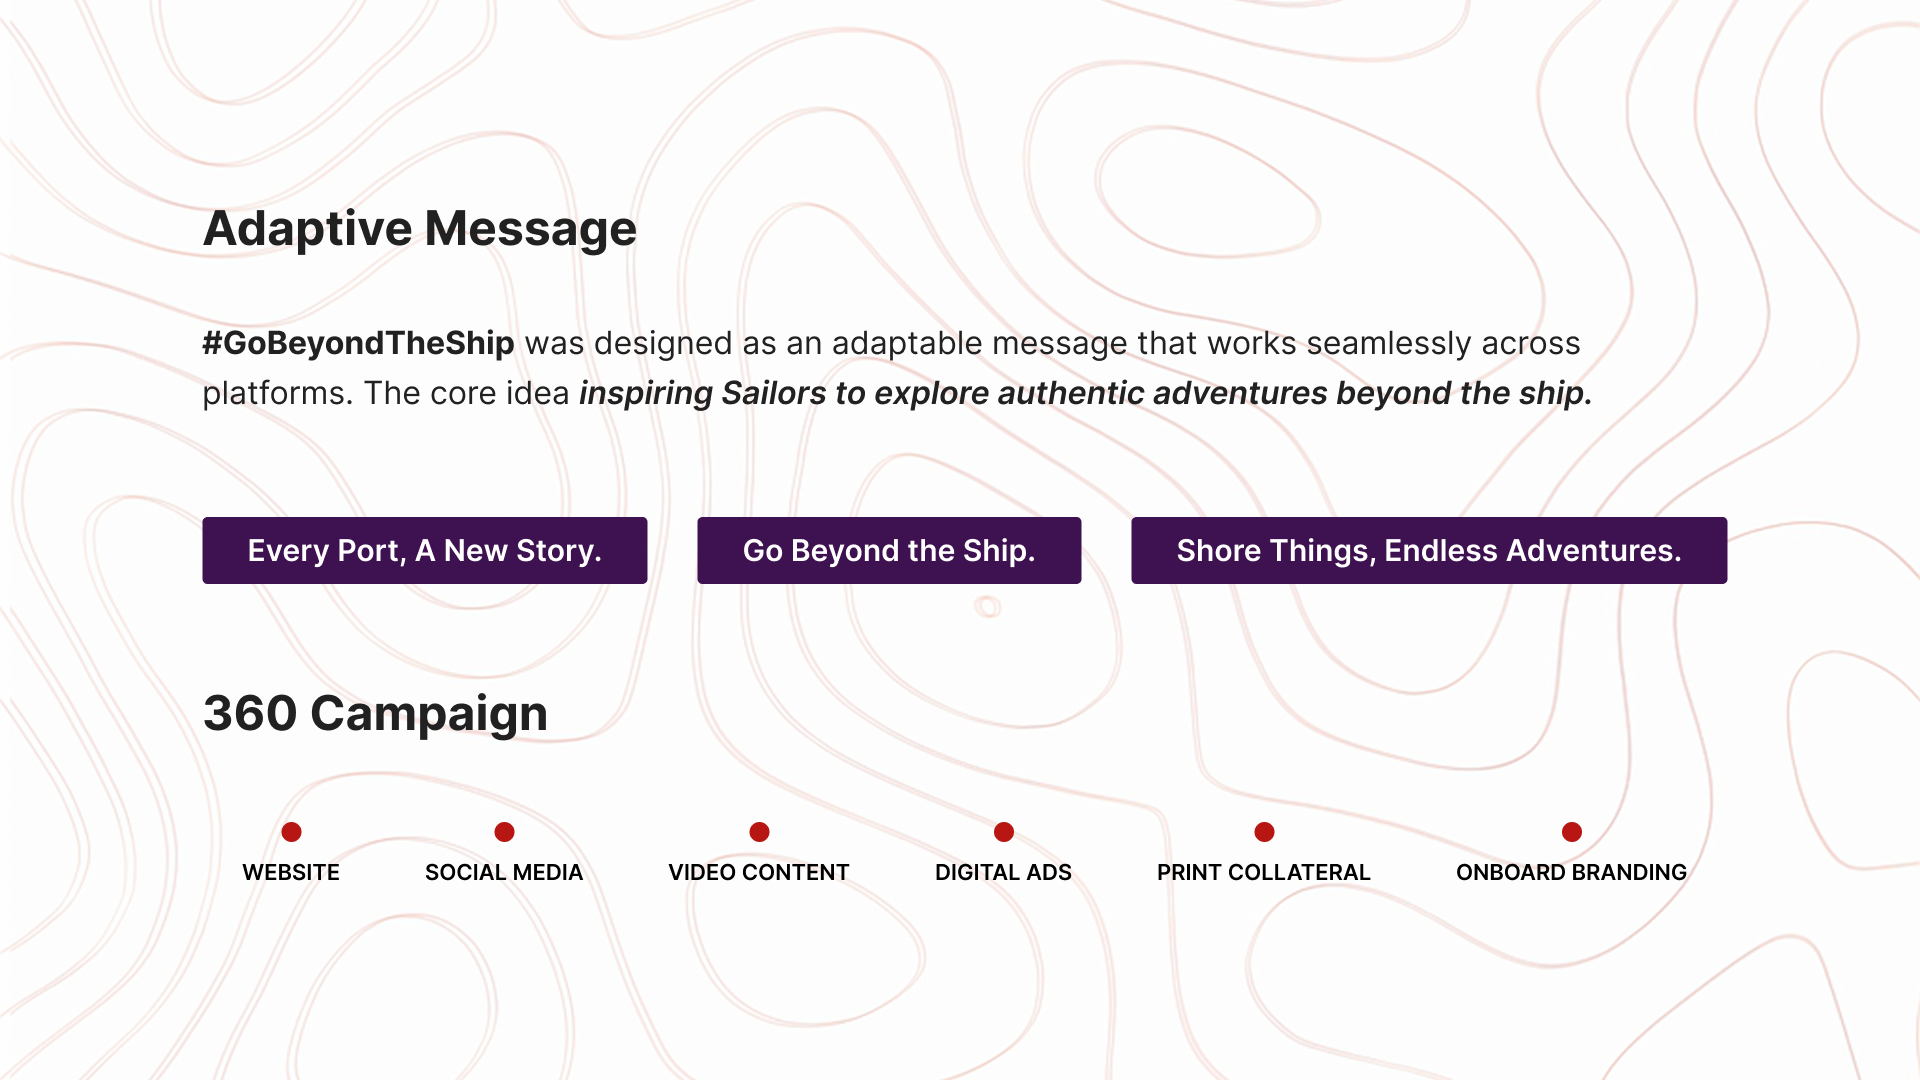 Adaptive Message
#GoBeyondTheShip was designed as an adaptable message that works seamlessly across
platforms. The core idea inspiring Sailors to explore authentic adventures beyond the ship.
Every Port, A New Story.
Go Beyond the Ship.
Shore Things, Endless Adventures.
360 Campaign
WEBSITE
SOCIAL MEDIA
VIDEO CONTENT
DIGITAL ADS
PRINT COLLATERAL
ONBOARD BRANDING